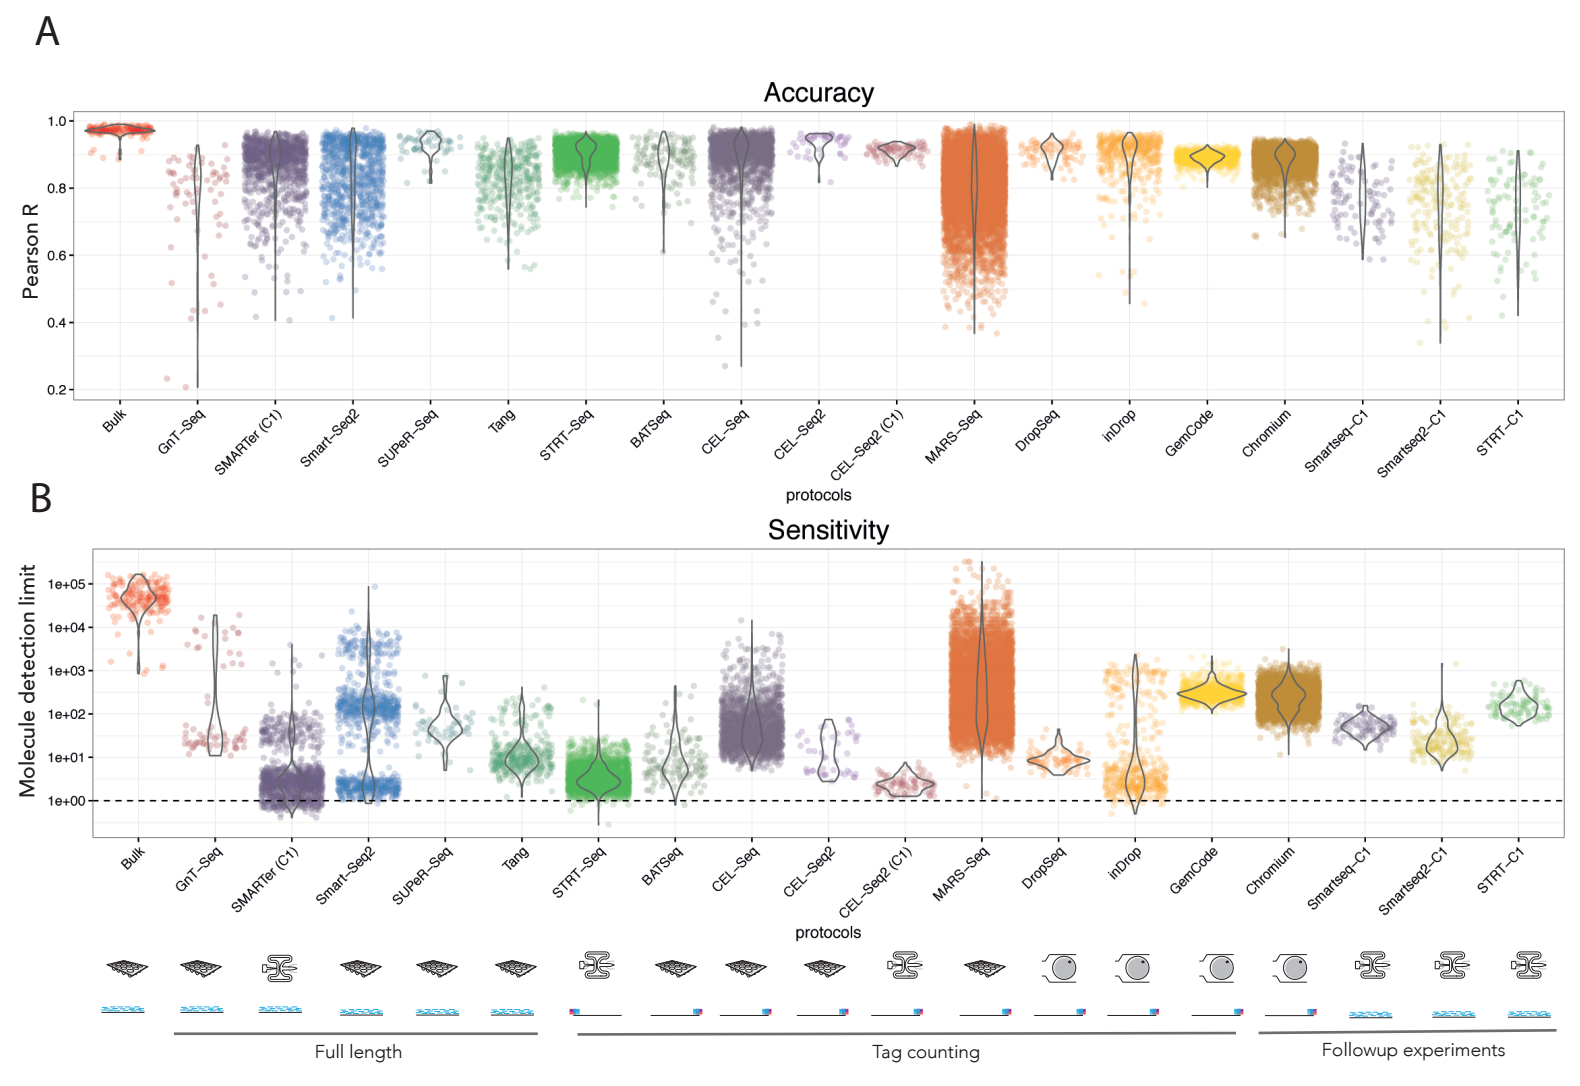 A
Accuracy
Pearson R
1.0
0.8
0.6
0.4
0.2
Bulk
GnT-Seq
SMARTer (C1)
Smart-Seq2
SUPeR-Seq
Tang
STRT-Seq
BATSeq
CEL-Seq
CEL-Seq2
CEL-Seq2 (C1)
MARS-Seq
DropSeq
inDrop
GemCode
Chromium
Smartseq-C1
Smartseq2-C1
STRT-C1
protocols
B
Sensitivity
Molecule detection limit
1e+05
1e+04
1e+03
1e+02
1e+01
1e+00
Bulk
GnT-Seq
SMARTer (C1)
Smart-Seq2
SUPeR-Seq
Tang
STRT-Seq
BATSeq
CEL-Seq
CEL-Seq2
CEL-Seq2 (C1)
MARS-Seq
DropSeq
inDrop
GemCode
Chromium
Smartseq-C1
Smartseq2-C1
STRT-C1
protocols
Full length
Tag counting
Followup experiments